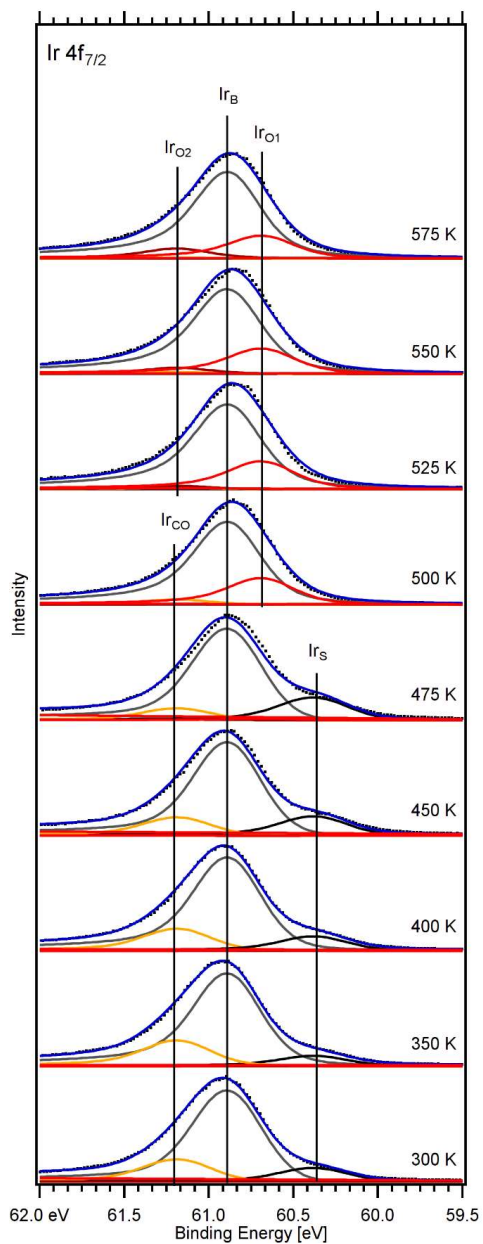 Ir 4f7/2
IrB
IrO2
IrO1
575 K
550 K
525 K
IrCO
500 K
IrS
475 K
450 K
400 K
350 K
300 K
Intensity
62.0 eV 61.5 61.0 60.5 60.0 59.5
Binding Energy [eV]